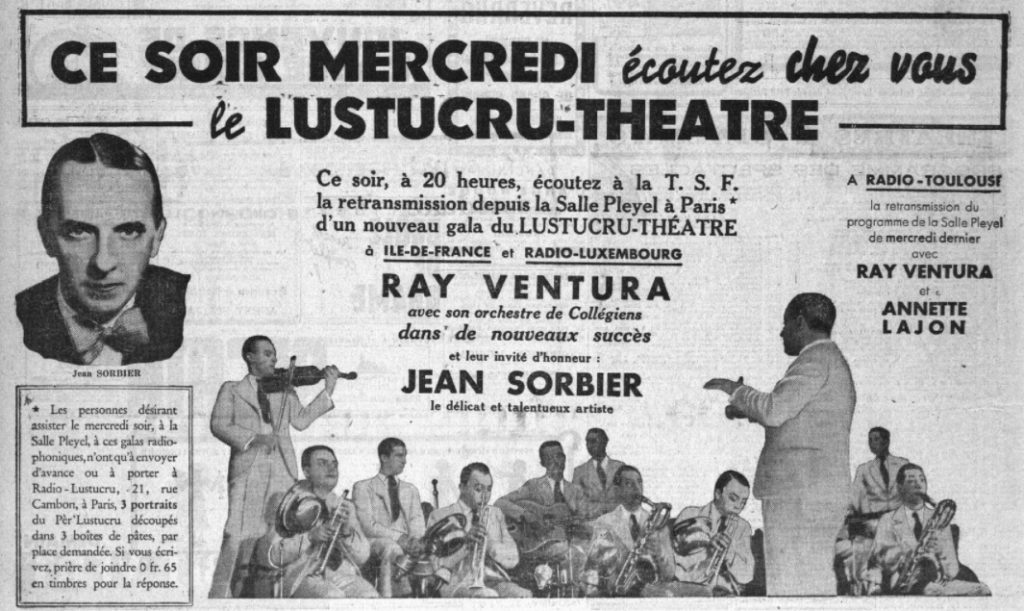 CE SOIR MERCREDI écoutez chez vous
le LUSTUCRU-THEATRE
Jean SORBIER
Ce soir, à 20 heures, écoutez à la T. S. F.
la retransmission depuis la Salle Pleyel à Paris *
d'un nouveau gala du LUSTUCRU-THÉATRE
à ILE-DE-FRANCE et RADIO-LUXEMBOURG
RAY VENTURA
avec son orchestre de Collégiens
dans de nouveaux succès
et leur invité d'honneur :
JEAN SORBIER
le délicat et talentueux artiste
A RADIO-TOULOUSE
la retransmission du
programme de la Salle Pleyel
de mercredi dernier
avec
RAY VENTURA
et
ANNETTE
LAJON
* Les personnes désirant
assister le mercredi soir, à la
Salle Pleyel, à ces galas radio-
phoniques, n'ont qu'à envoyer
d'avance ou à porter à
Radio-Lustucru, 21, rue
Cambon, à Paris, 3 portraits
du Pèr'Lustucru découpés
dans 3 boîtes de pâtes, par
place demandée. Si vous écri-
vez, prière de joindre 0 fr. 65
en timbres pour la réponse.